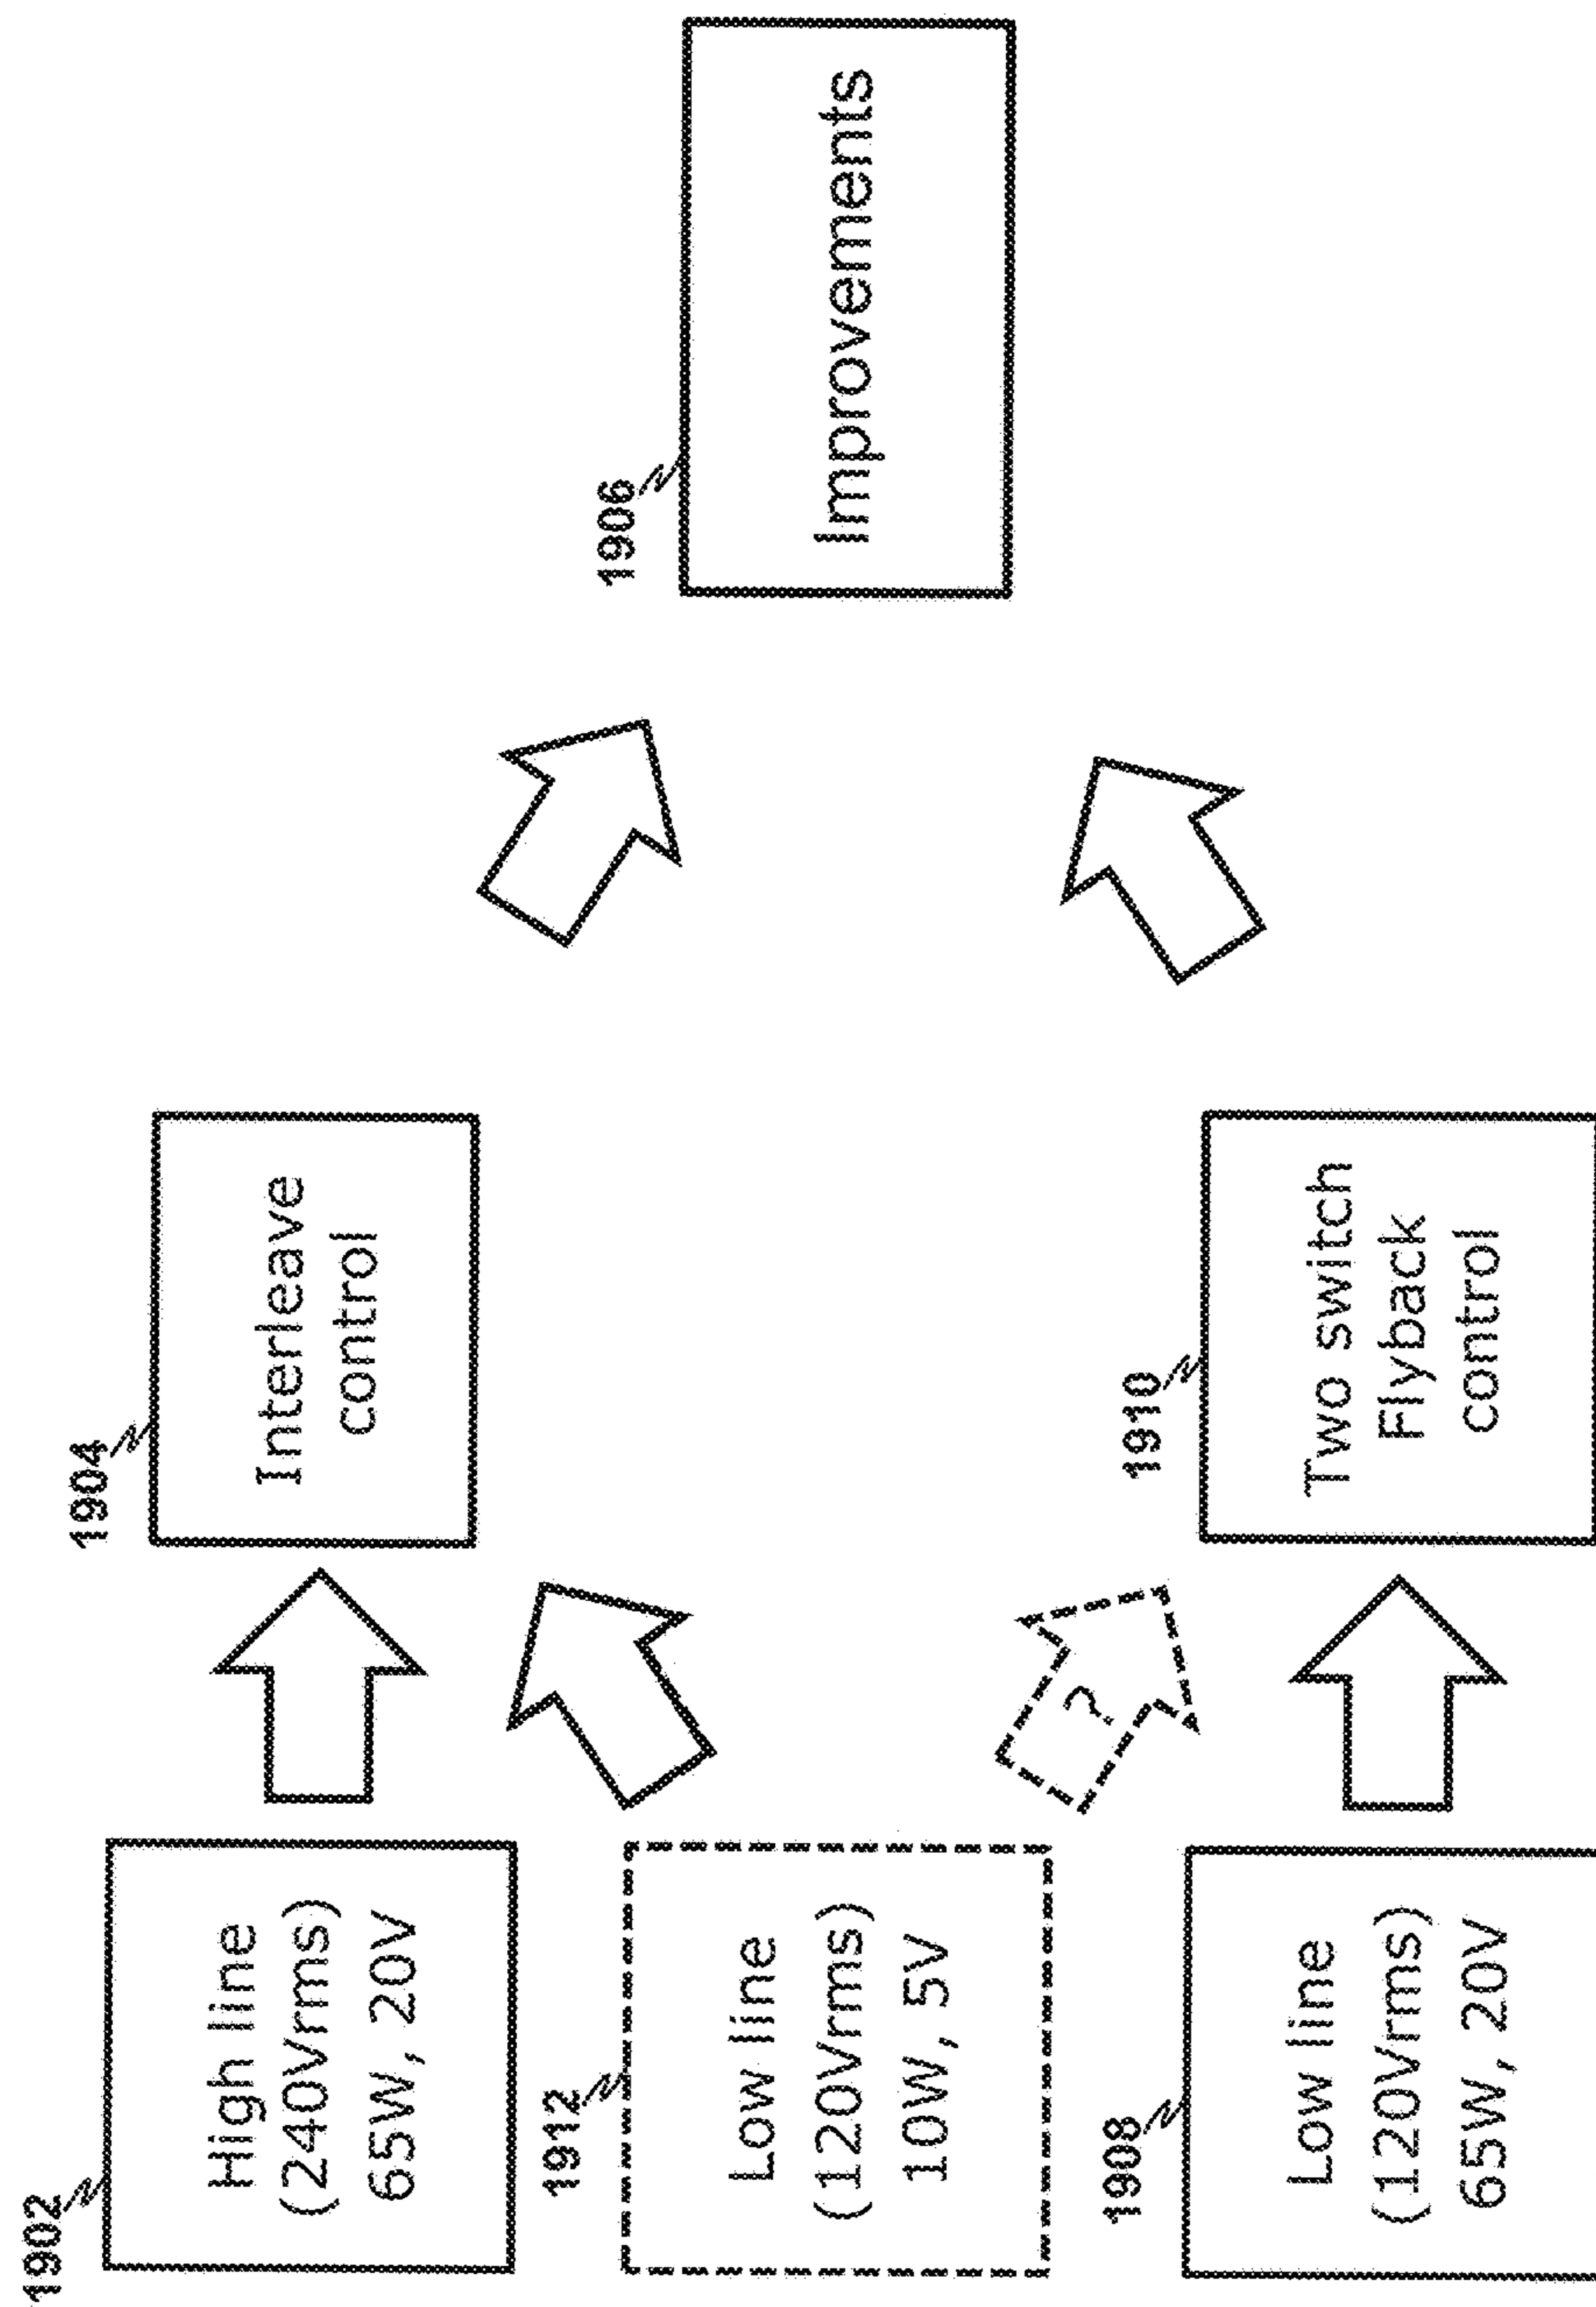 1902
High line
(240Vrms)
65W, 20V
1904
Interleave
control
1906
Improvements
1912
Low line
(120Vrms)
10W, 5V
?
1908
Low line
(120Vrms)
65W, 20V
1910
Two switch
Flyback
control